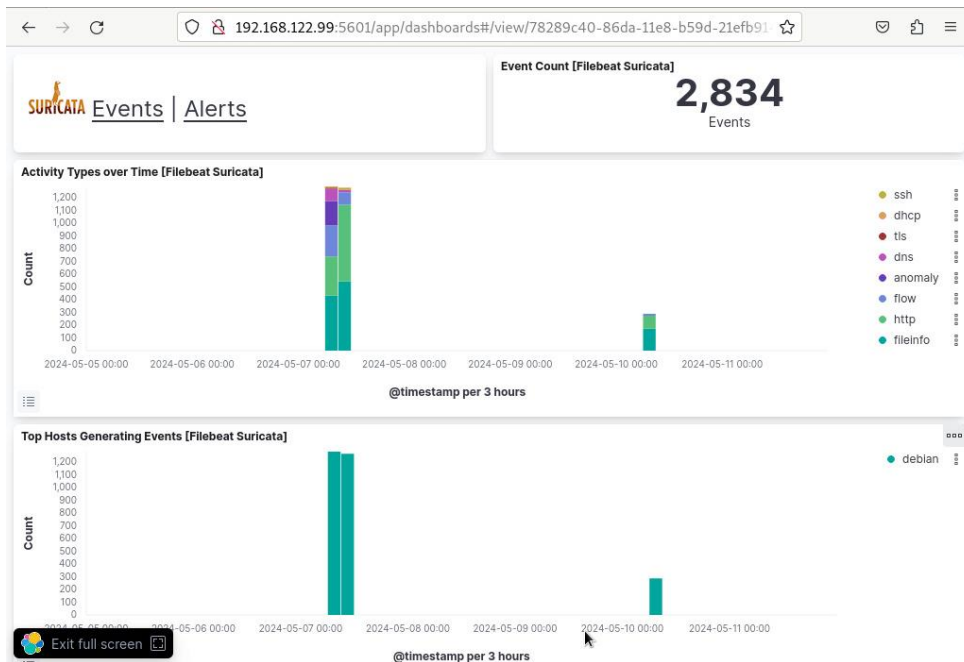 192.168.122.99:5601/app/dashboards#/view/78289c40-86da-11e8-b59d-21efb91
SURICATA Events | Alerts
Event Count [Filebeat Suricata]
2,834
Events
Activity Types over Time [Filebeat Suricata]
1,200
1,100
1,000
900
800
700
600
500
400
300
200
100
0
Count
2024-05-05 00:00 2024-05-06 00:00 2024-05-07 00:00 2024-05-08 00:00 2024-05-09 00:00 2024-05-10 00:00 2024-05-11 00:00
@timestamp per 3 hours
ssh
dhcp
tls
dns
anomaly
flow
http
fileinfo
Top Hosts Generating Events [Filebeat Suricata]
1,200
1,100
1,000
900
800
700
600
500
400
300
200
100
0
Count
2024-05-05 00:00 2024-05-06 00:00 2024-05-07 00:00 2024-05-08 00:00 2024-05-09 00:00 2024-05-10 00:00 2024-05-11 00:00
@timestamp per 3 hours
debian
Exit full screen